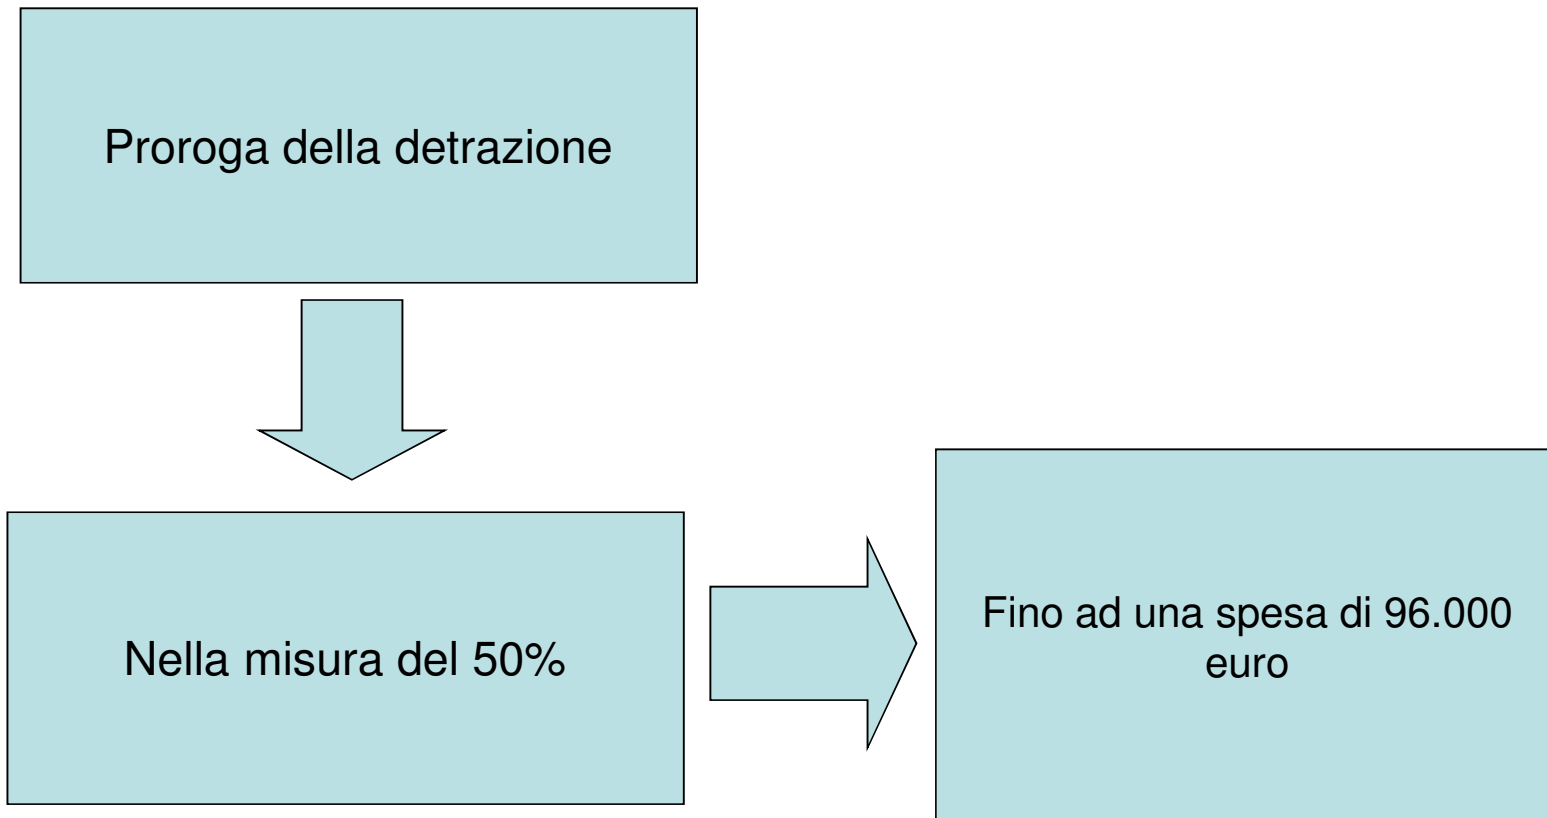 Proroga della detrazione
Nella misura del 50%
Fino ad una spesa di 96.000
euro